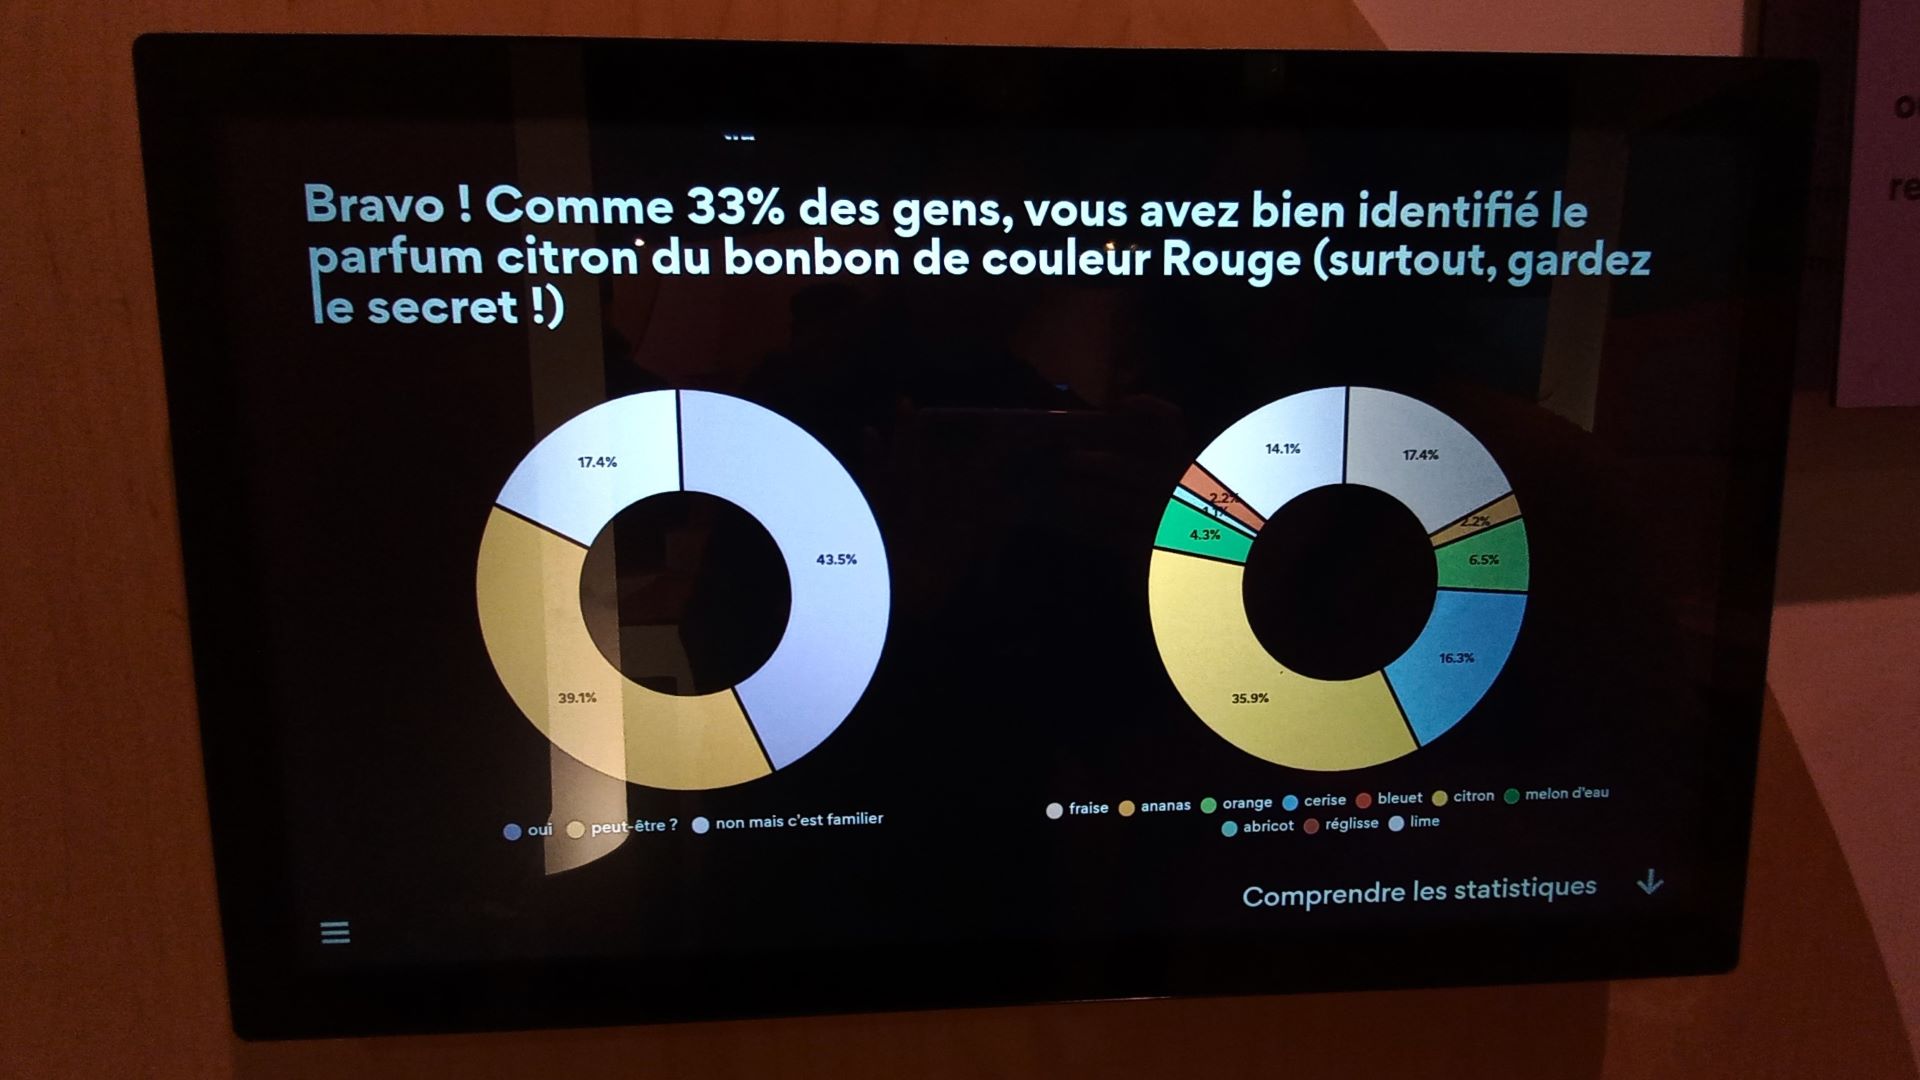 Bravo ! Comme 33% des gens, vous avez bien identifié le
parfum citron du bonbon de couleur Rouge (surtout, gardez
le secret !)
17.4%
43.5%
39.1%
oui peut-être ? non mais c'est familier
14.1%
17.4%
2.2%
1.1%
4.3%
2.2%
6.5%
16.3%
35.9%
fraise ananas orange cerise bleuet citron melon d'eau
abricot réglisse lime
Comprendre les statistiques